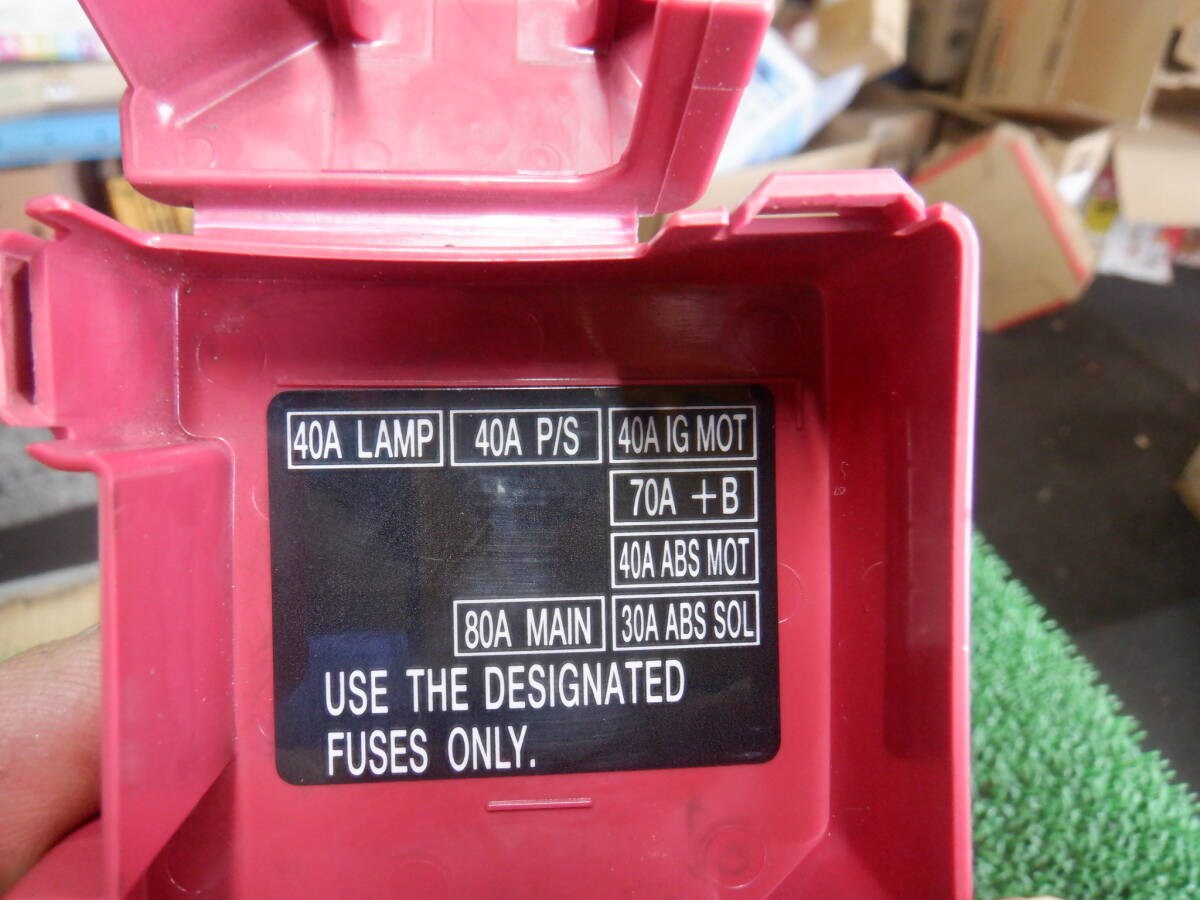 40A LAMP 40A P/S 40A IG MOT
70A +B
40A ABS MOT
80A MAIN 30A ABS SOL
USE THE DESIGNATED
FUSES ONLY.